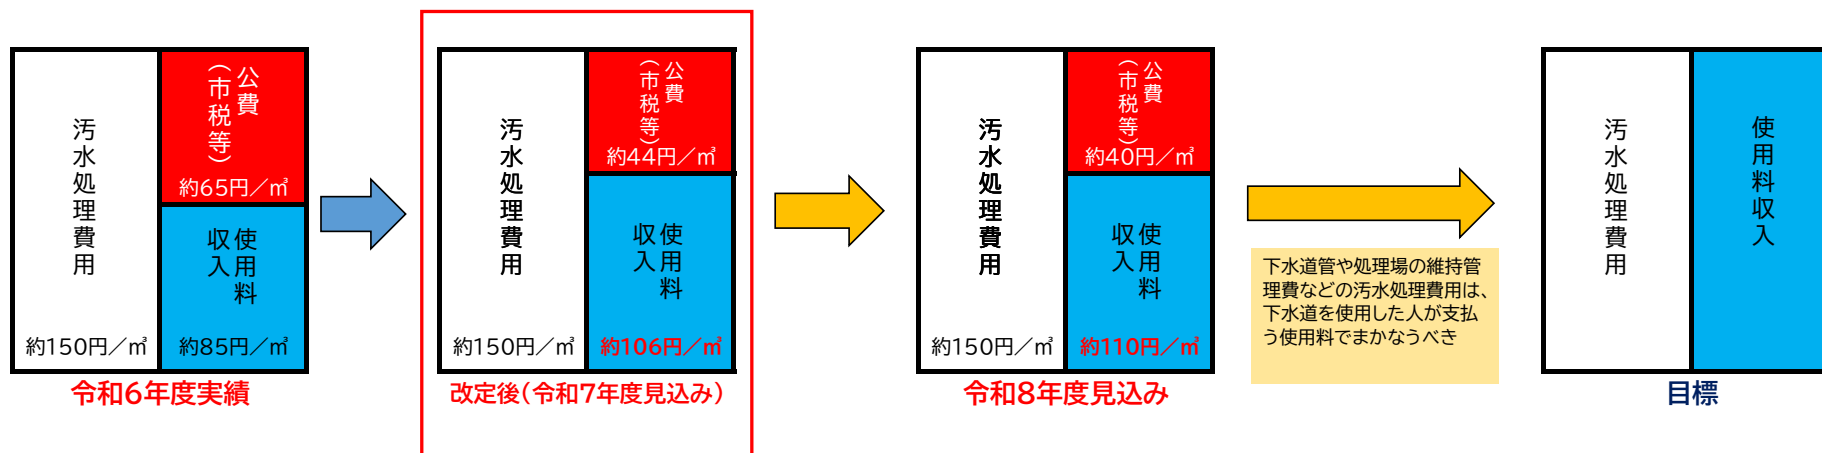 汚水処理費用
約150円／㎥
公費
（市税等）
約65円／㎥
使用料
収入
約85円／㎥
令和6年度実績
汚水処理費用
約150円／㎥
公費
（市税等）
約44円／㎥
使用料
収入
約106円／㎥
改定後（令和7年度見込み）
汚水処理費用
約150円／㎥
公費
（市税等）
約40円／㎥
使用料
収入
約110円／㎥
令和8年度見込み
下水道管や処理場の維持管
理費などの汚水処理費用は、
下水道を使用した人が支払
う使用料でまかなうべき
汚水処理費用
使用料収入
目標